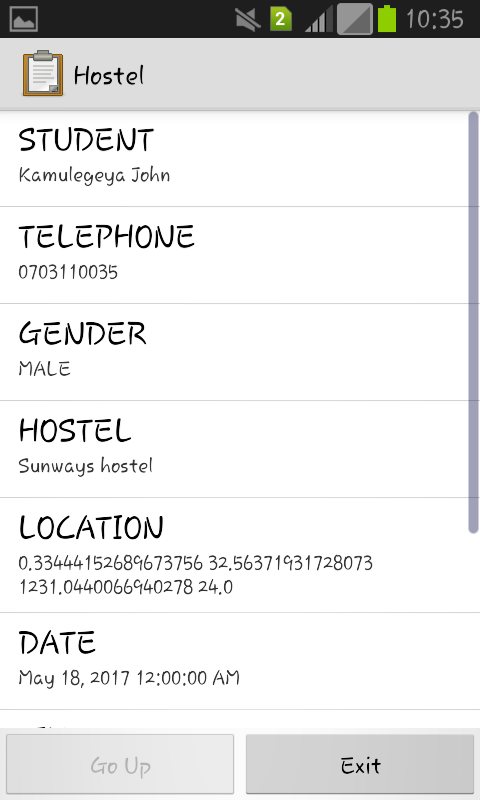 2
10:35
Hostel
STUDENT
Kamulegeya John
TELEPHONE
0703110035
GENDER
MALE
HOSTEL
Sunways hostel
LOCATION
0.33444152689673756 32.56371931728073
1231.0440066940278 24.0
DATE
May 18, 2017 12:00:00 AM
Go Up
Exit